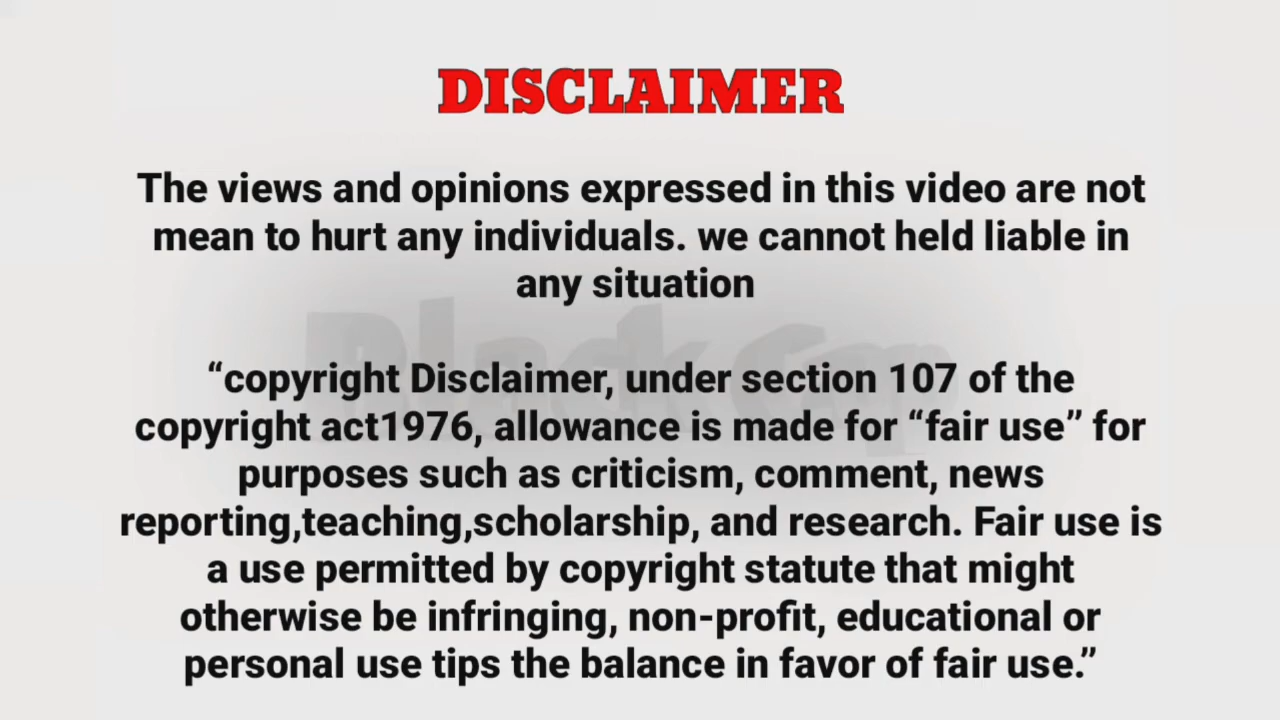 DISCLAIMER
The views and opinions expressed in this video are not
mean to hurt any individuals. we cannot held liable in
any situation
Black Cap
“copyright Disclaimer, under section 107 of the
copyright act1976, allowance is made for “fair use” for
purposes such as criticism, comment, news
reporting,teaching,scholarship, and research. Fair use is
a use permitted by copyright statute that might
otherwise be infringing, non-profit, educational or
personal use tips the balance in favor of fair use.”